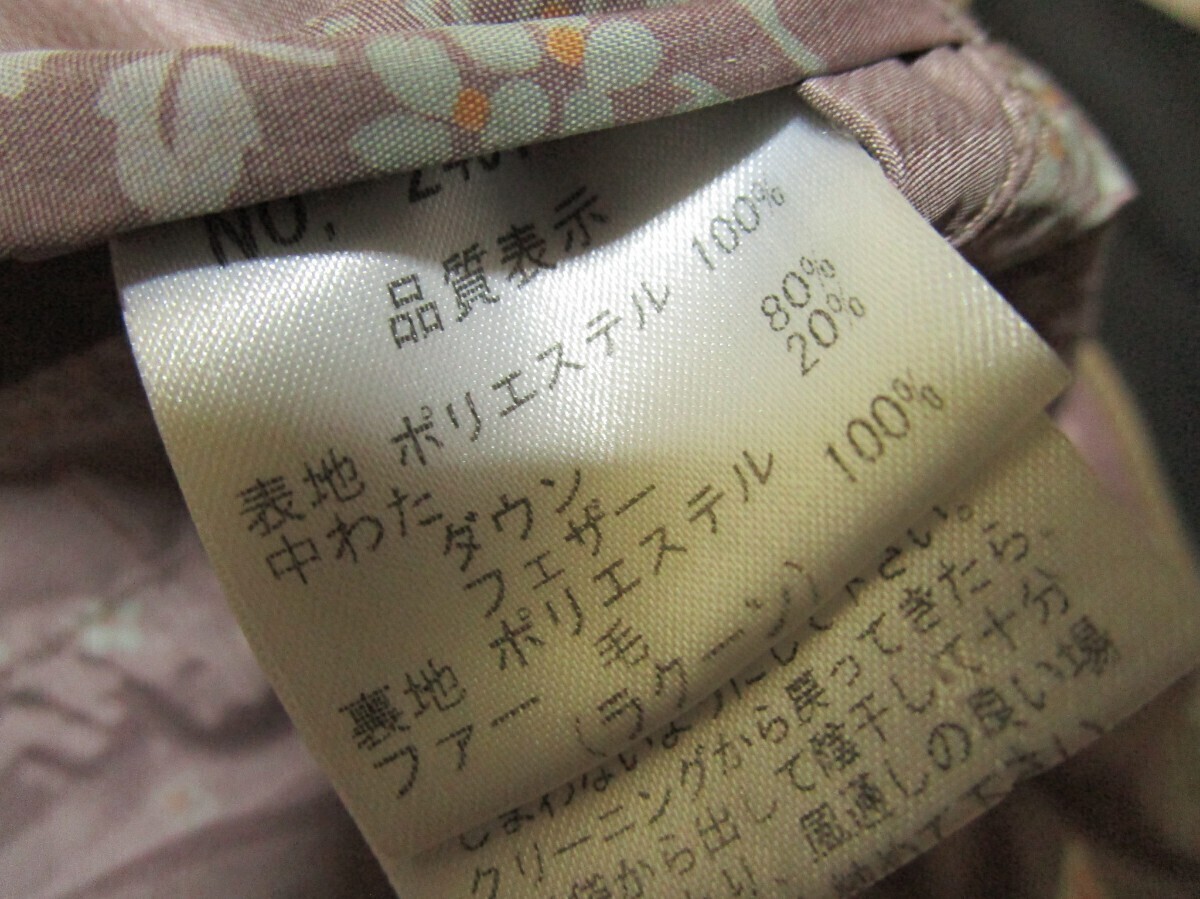 NO,
品質表示
表地 ポリエステル 100%
中わた
ダウン 80%
フェザー 20%
裏地 ポリエステル 100%
ファー 毛
(ラクーン)
クリーニングから戻ってきたら、
袋から出して陰干しして十分
風通しの良い場